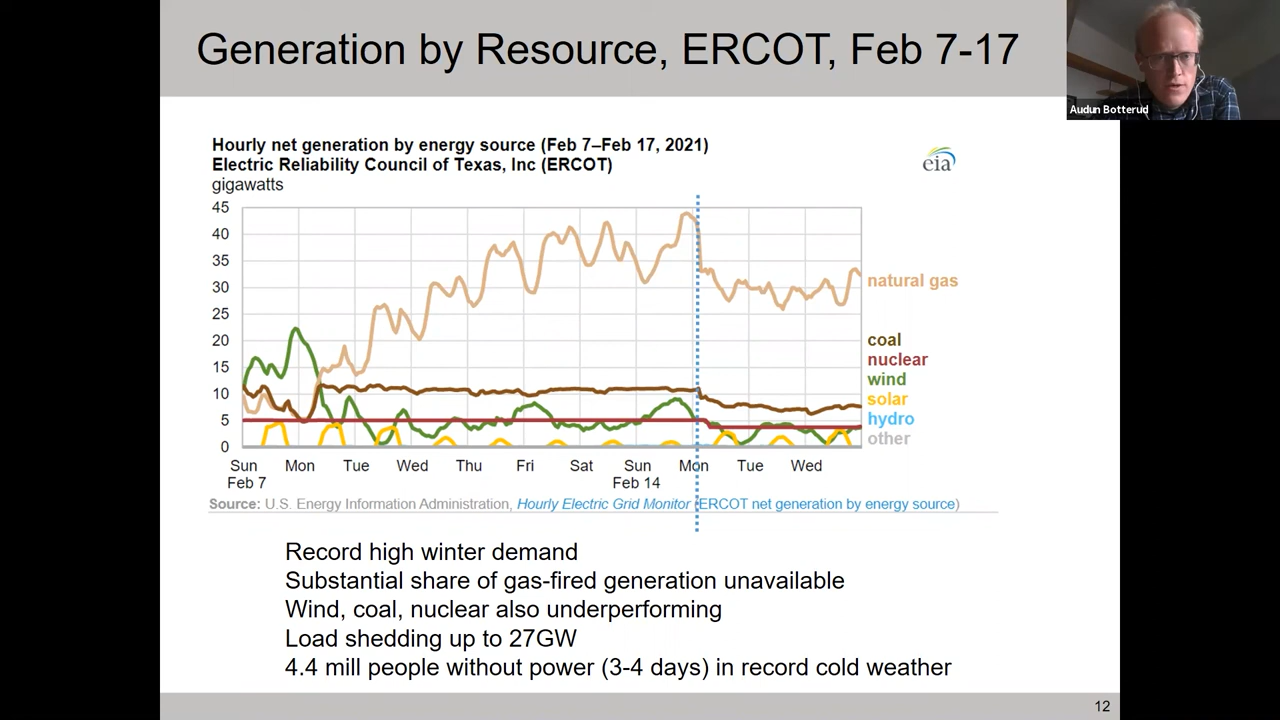 Generation by Resource, ERCOT, Feb 7-17
Audun Botterud
Hourly net generation by energy source (Feb 7–Feb 17, 2021)
Electric Reliability Council of Texas, Inc (ERCOT)
gigawatts
eia
45
40
35
30
25
20
15
10
5
0
natural gas
coal
nuclear
wind
solar
hydro
other
Sun Mon Tue Wed Thu Fri Sat Sun Mon Tue Wed
Feb 7 Feb 14
Source: U.S. Energy Information Administration, Hourly Electric Grid Monitor (ERCOT net generation by energy source)
Record high winter demand
Substantial share of gas-fired generation unavailable
Wind, coal, nuclear also underperforming
Load shedding up to 27GW
4.4 mill people without power (3-4 days) in record cold weather
12